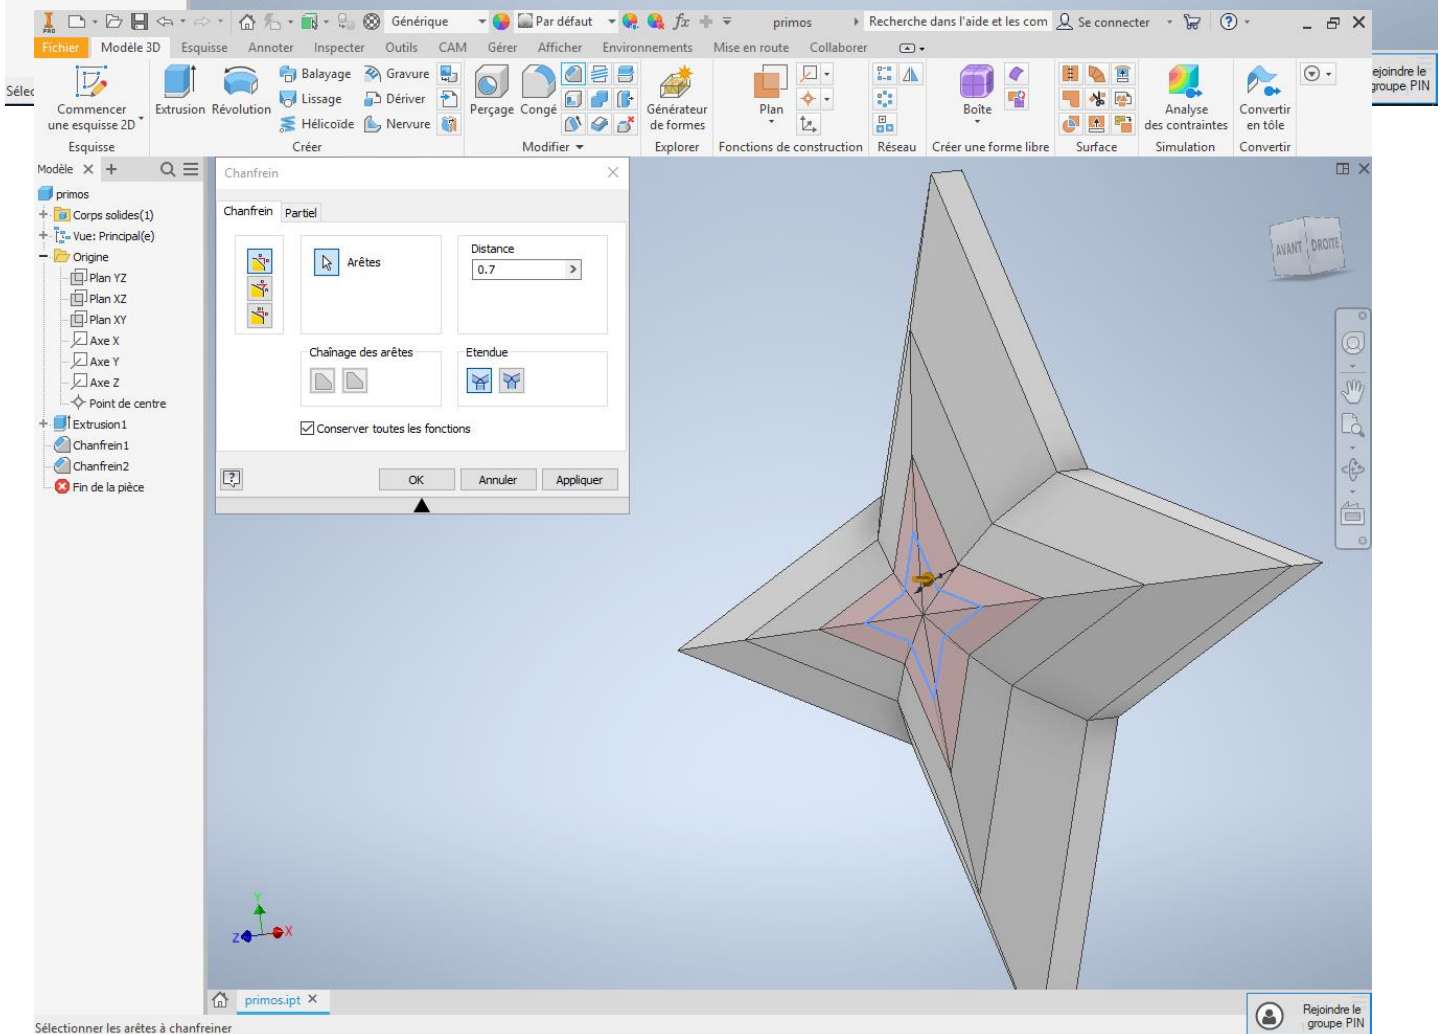 PRO
Générique
Par défaut
fx
primos
Recherche dans l'aide et les com
Se connecter
Fichier Modèle 3D Esquisse Annoter Inspecter Outils CAM Gérer Afficher Environnements Mise en route Collaborer
Sélec
ejoindre le
groupe PIN
Commencer
une esquisse 2D
Extrusion
Révolution
Balayage
Lissage
Hélicoïde
Gravure
Dériver
Nervure
Perçage
Congé
Générateur
de formes
Plan
Boîte
Analyse
des contraintes
Convertir
en tôle
Esquisse
Créer
Modifier
Explorer
Fonctions de construction
Réseau
Créer une forme libre
Surface
Simulation
Convertir
Modèle
primos
Corps solides(1)
Vue: Principal(e)
Origine
Plan YZ
Plan XZ
Plan XY
Axe X
Axe Y
Axe Z
Point de centre
Extrusion1
Chanfrein1
Chanfrein2
Fin de la pièce
Chanfrein
Chanfrein Partiel
Arêtes
Distance
0.7
Chaînage des arêtes
Etendue
Conserver toutes les fonctions
OK
Annuler
Appliquer
AVANT
DROITE
Y
Z
X
primos.ipt
Sélectionner les arêtes à chanfreiner
Rejoindre le
groupe PIN